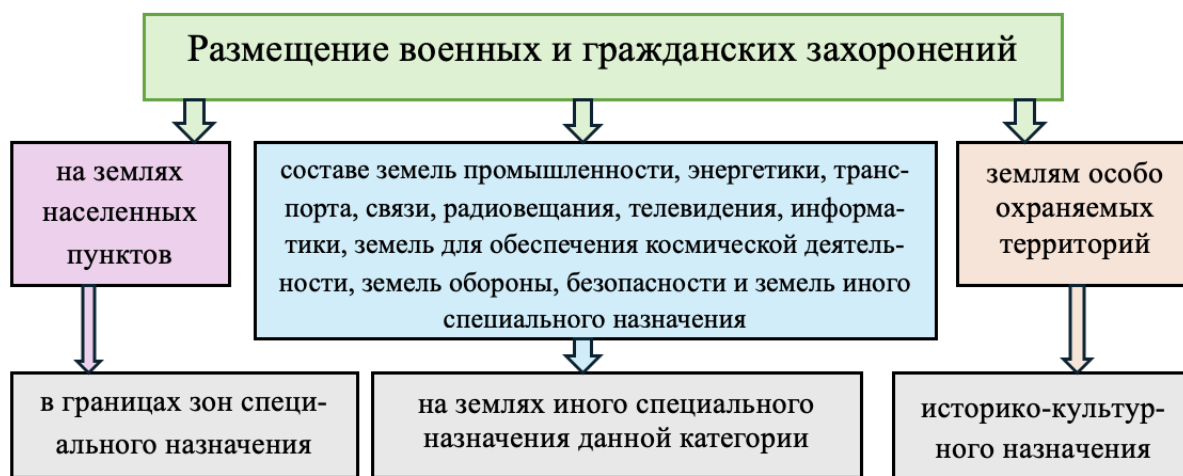 Размещение военных и гражданских захоронений
на землях
населенных
пунктов
составе земель промышленности, энергетики, транс-
порта, связи, радиовещания, телевидения, информа-
тики, земель для обеспечения космической деятель-
ности, земель обороны, безопасности и земель иного
специального назначения
землям особо
охраняемых
территорий
в границах зон специ-
ального назначения
на землях иного специального
назначения данной категории
историко-культур-
ного назначения